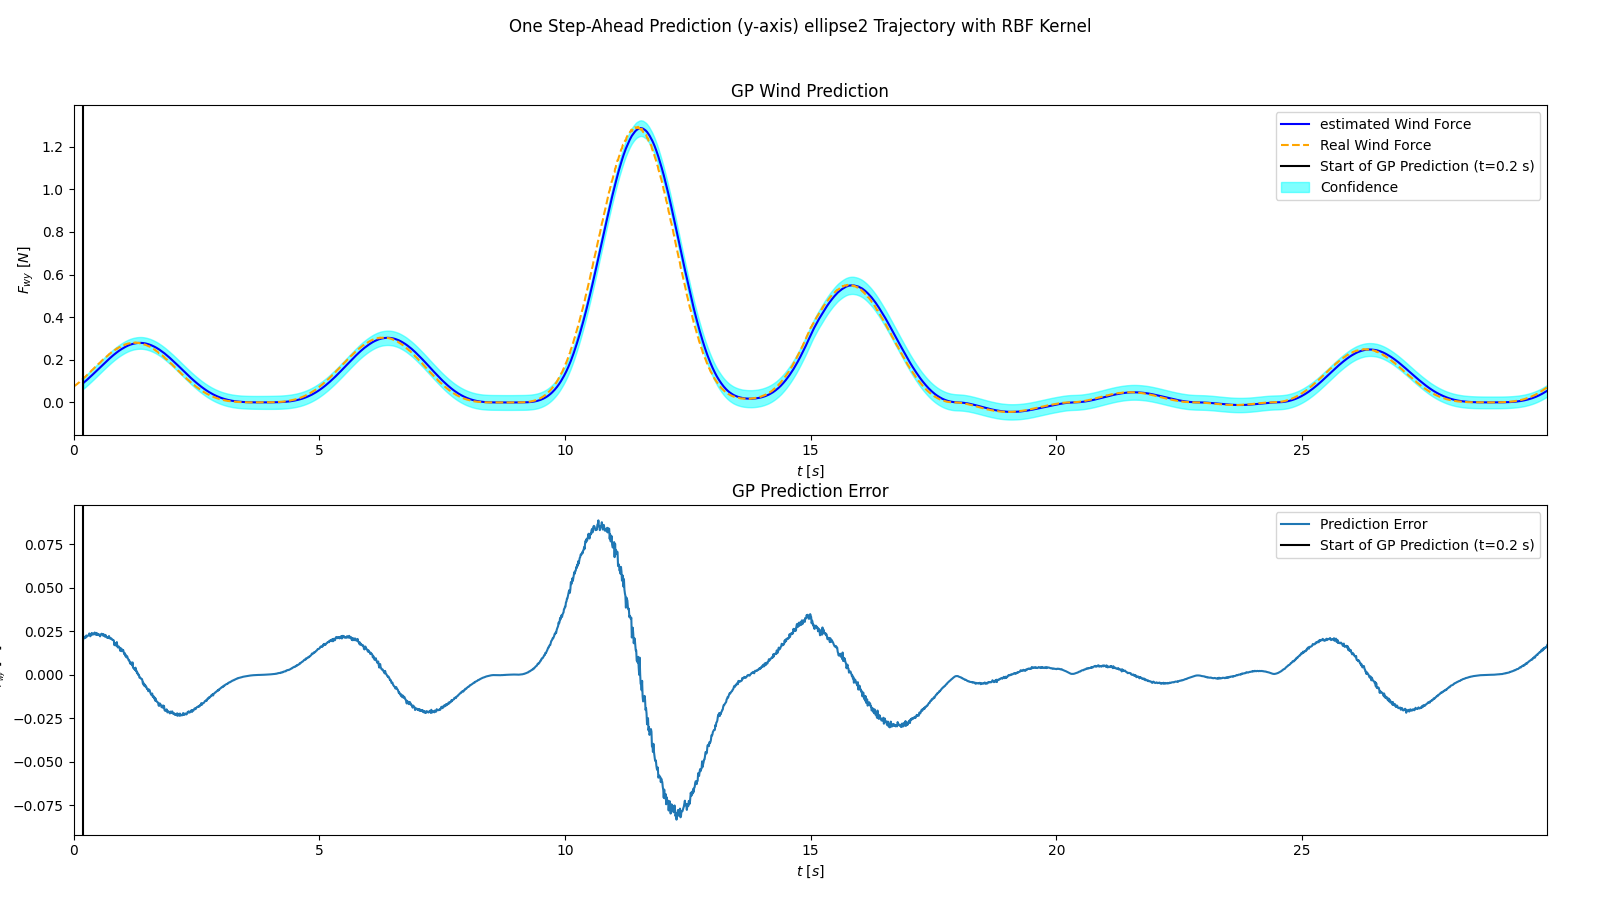 One Step-Ahead Prediction (y-axis) ellipse2 Trajectory with RBF Kernel
GP Wind Prediction
estimated Wind Force
Real Wind Force
Start of GP Prediction (t=0.2 s)
Confidence
1.2
1.0
0.8
0.6
0.4
0.2
0.0
F_wy [N]
0 5 10 15 20 25
t [s]
GP Prediction Error
Prediction Error
Start of GP Prediction (t=0.2 s)
0.075
0.050
0.025
0.000
−0.025
−0.050
−0.075
0 5 10 15 20 25
t [s]